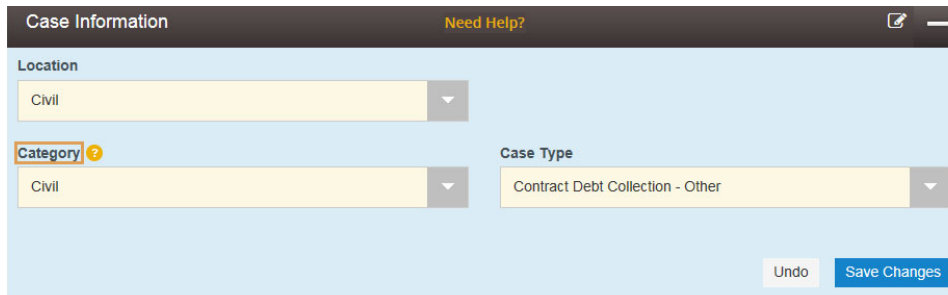 Case Information Need Help?
Location
Civil
Category ? Case Type
Civil Contract Debt Collection - Other
Undo Save Changes